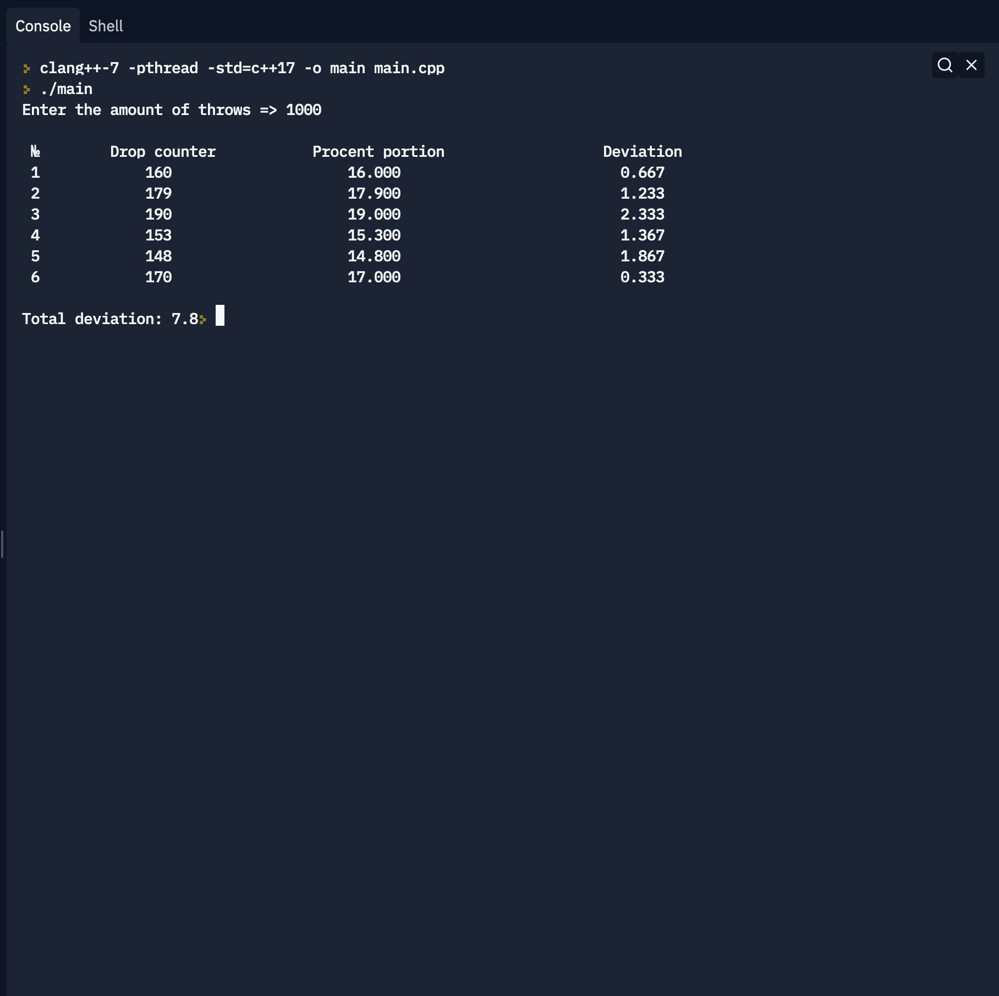 Console Shell
clang++-7 -pthread -std=c++17 -o main main.cpp
./main
Enter the amount of throws => 1000
№ Drop counter Procent portion Deviation
1 160 16.000 0.667
2 179 17.900 1.233
3 190 19.000 2.333
4 153 15.300 1.367
5 148 14.800 1.867
6 170 17.000 0.333
Total deviation: 7.8